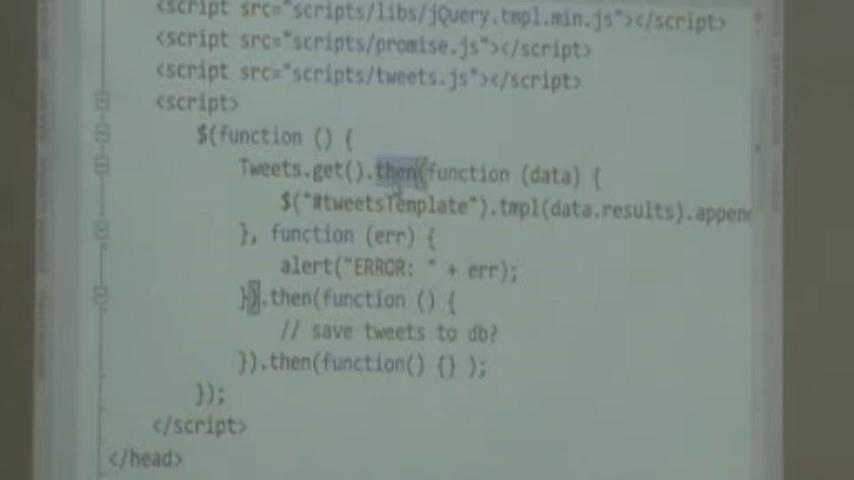 <script src="scripts/libs/jQuery.tmpl.min.js"></script>
<script src="scripts/promise.js"></script>
<script src="scripts/tweets.js"></script>
<script>
$(function () {
Tweets.get().then(function (data) {
$("#tweetsTemplate").tmpl(data.results).appen
}, function (err) {
alert("ERROR: " + err);
}).then(function () {
// save tweets to db?
}).then(function() {} );
});
</script>
</head>